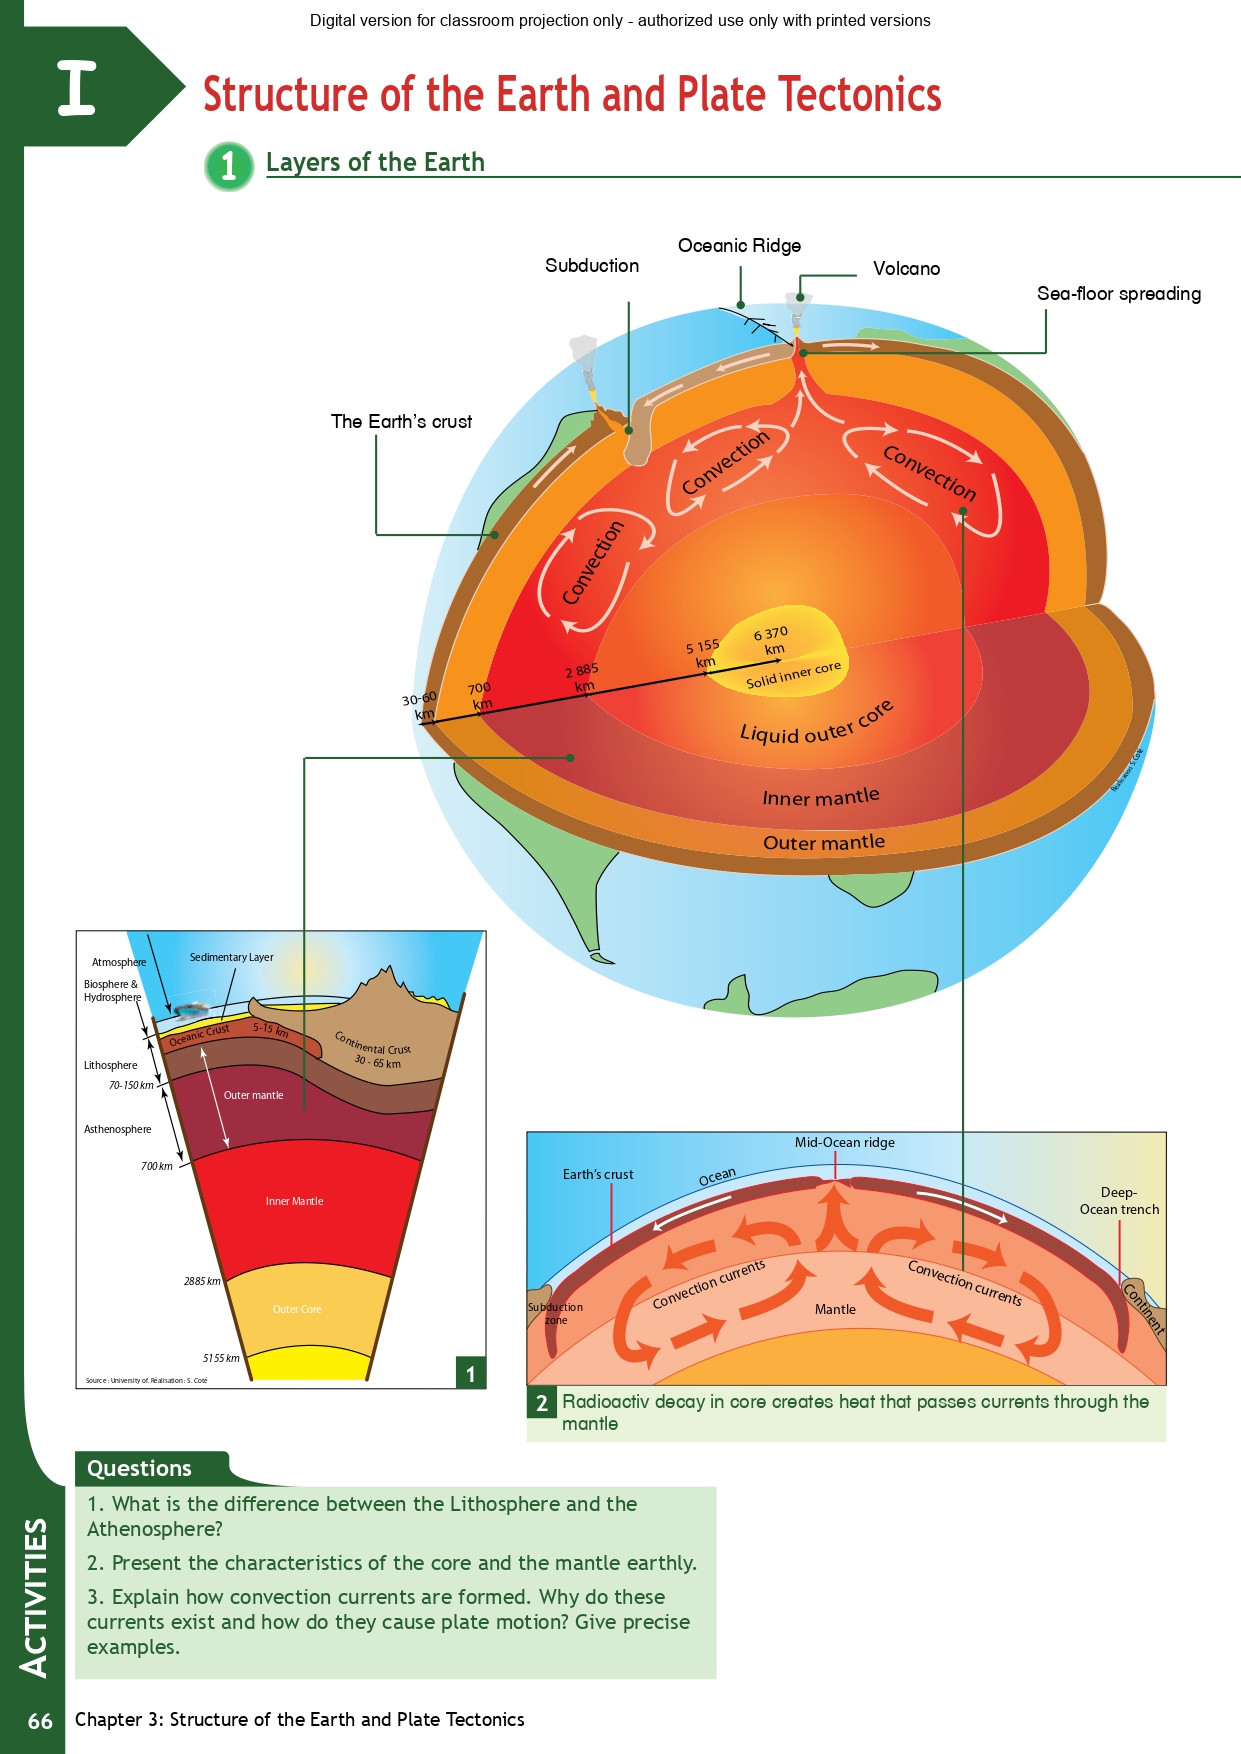 Digital version for classroom projection only - authorized use only with printed versions
I
Structure of the Earth and Plate Tectonics
1 Layers of the Earth
Oceanic Ridge
Subduction
Volcano
Sea-floor spreading
The Earth's crust
Convection
Convection
Convection
30-60
km
700
km
2 885
km
5 155
km
6 370
km
Solid inner core
Liquid outer core
Inner mantle
Outer mantle
Réalisation S. Coté
Atmosphere
Sedimentary Layer
Biosphere &
Hydrosphere
Oceanic Crust
5-15 km
Continental Crust
30 - 65 km
Lithosphere
70-150 km
Outer mantle
Asthenosphere
700 km
Inner Mantle
2885 km
Outer Core
5155 km
Source : University of. Réalisation : S. Coté
1
Mid-Ocean ridge
Earth's crust
Ocean
Deep-
Ocean trench
Convection currents
Convection currents
Subduction
zone
Mantle
Continent
2 Radioactiv decay in core creates heat that passes currents through the
mantle
Questions
1. What is the difference between the Lithosphere and the
Athenosphere?
2. Present the characteristics of the core and the mantle earthly.
3. Explain how convection currents are formed. Why do these
currents exist and how do they cause plate motion? Give precise
examples.
ACTIVITIES
66 Chapter 3: Structure of the Earth and Plate Tectonics